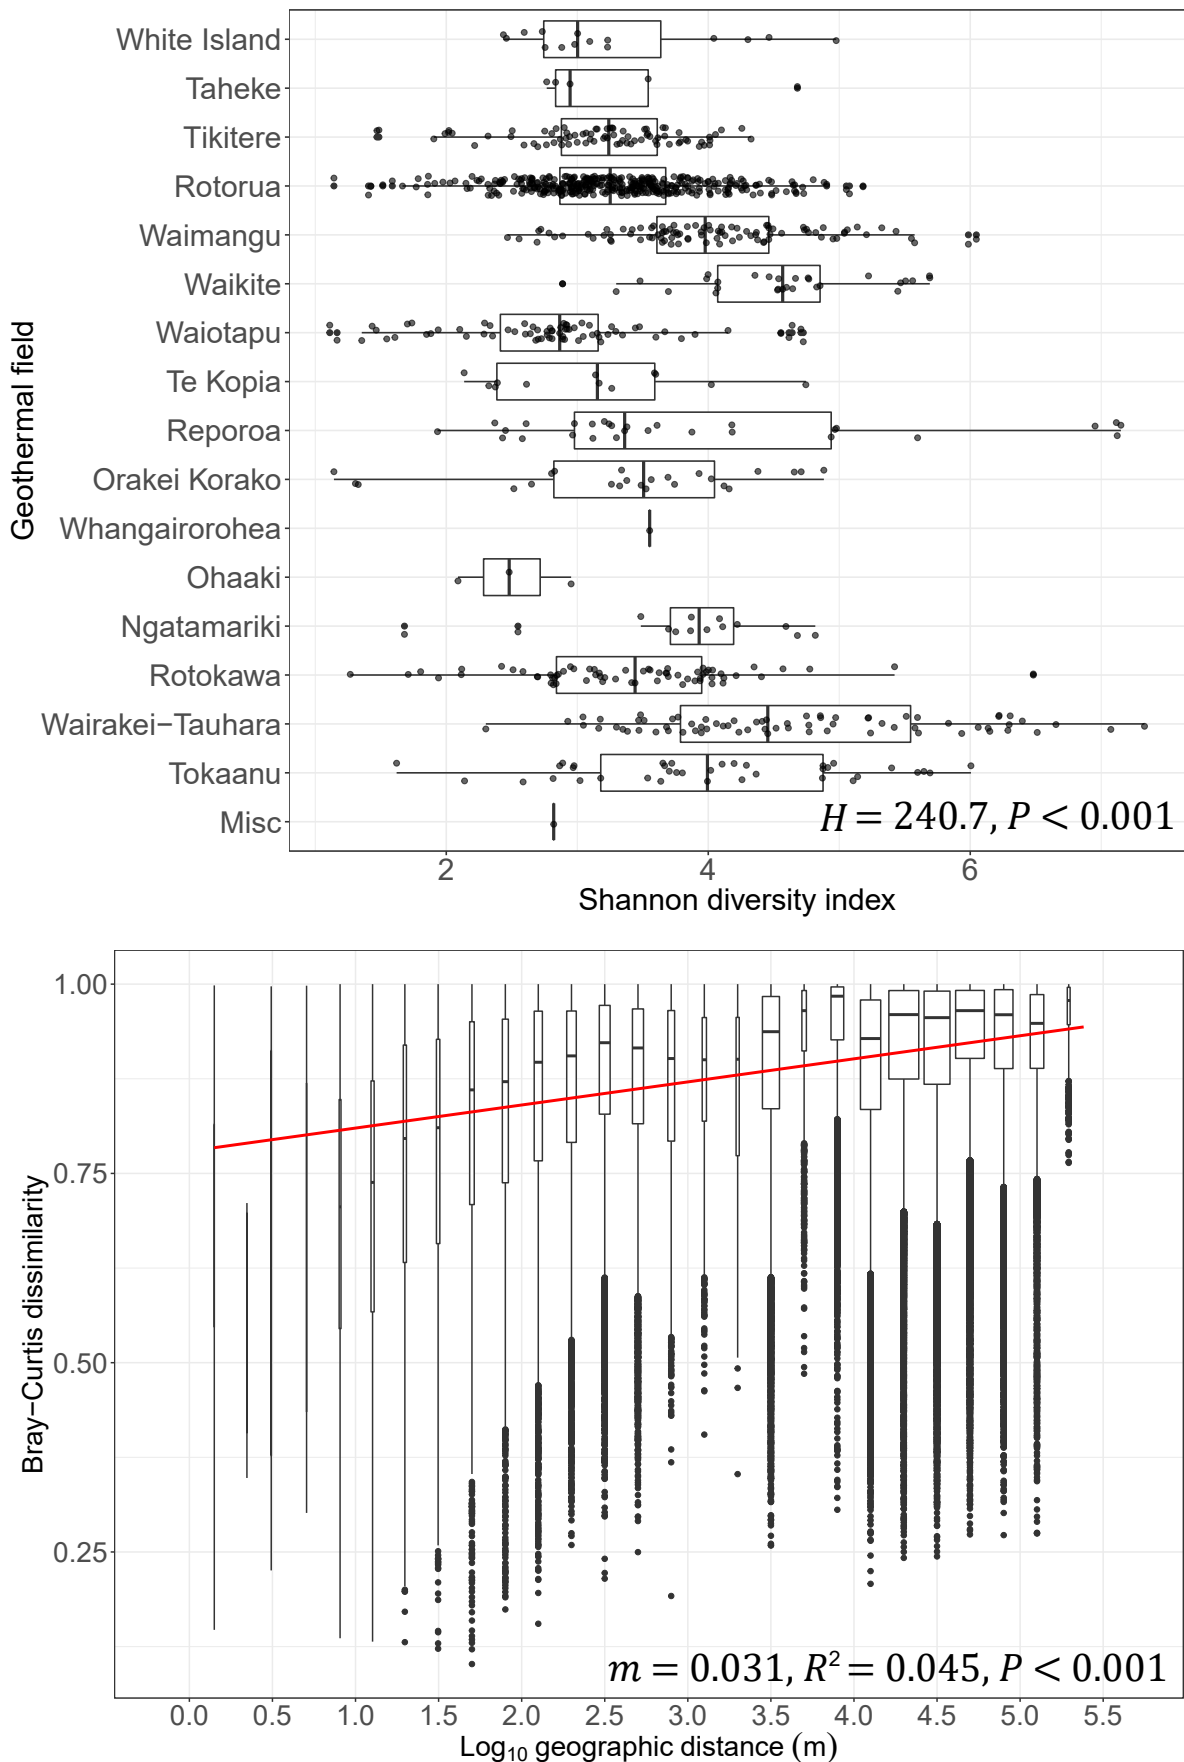 White Island
Taheke
Tikitere
Rotorua
Waimangu
Waikite
Waiotapu
Te Kopia
Reporoa
Orakei Korako
Whangairorohea
Ohaaki
Ngatamariki
Rotokawa
Wairakei−Tauhara
Tokaanu
Misc
Geothermal field
H = 240.7, P < 0.001
2 4 6
Shannon diversity index
1.00
0.75
0.50
0.25
Bray−Curtis dissimilarity
m = 0.031, R² = 0.045, P < 0.001
0.0 0.5 1.0 1.5 2.0 2.5 3.0 3.5 4.0 4.5 5.0 5.5
Log₁₀ geographic distance (m)